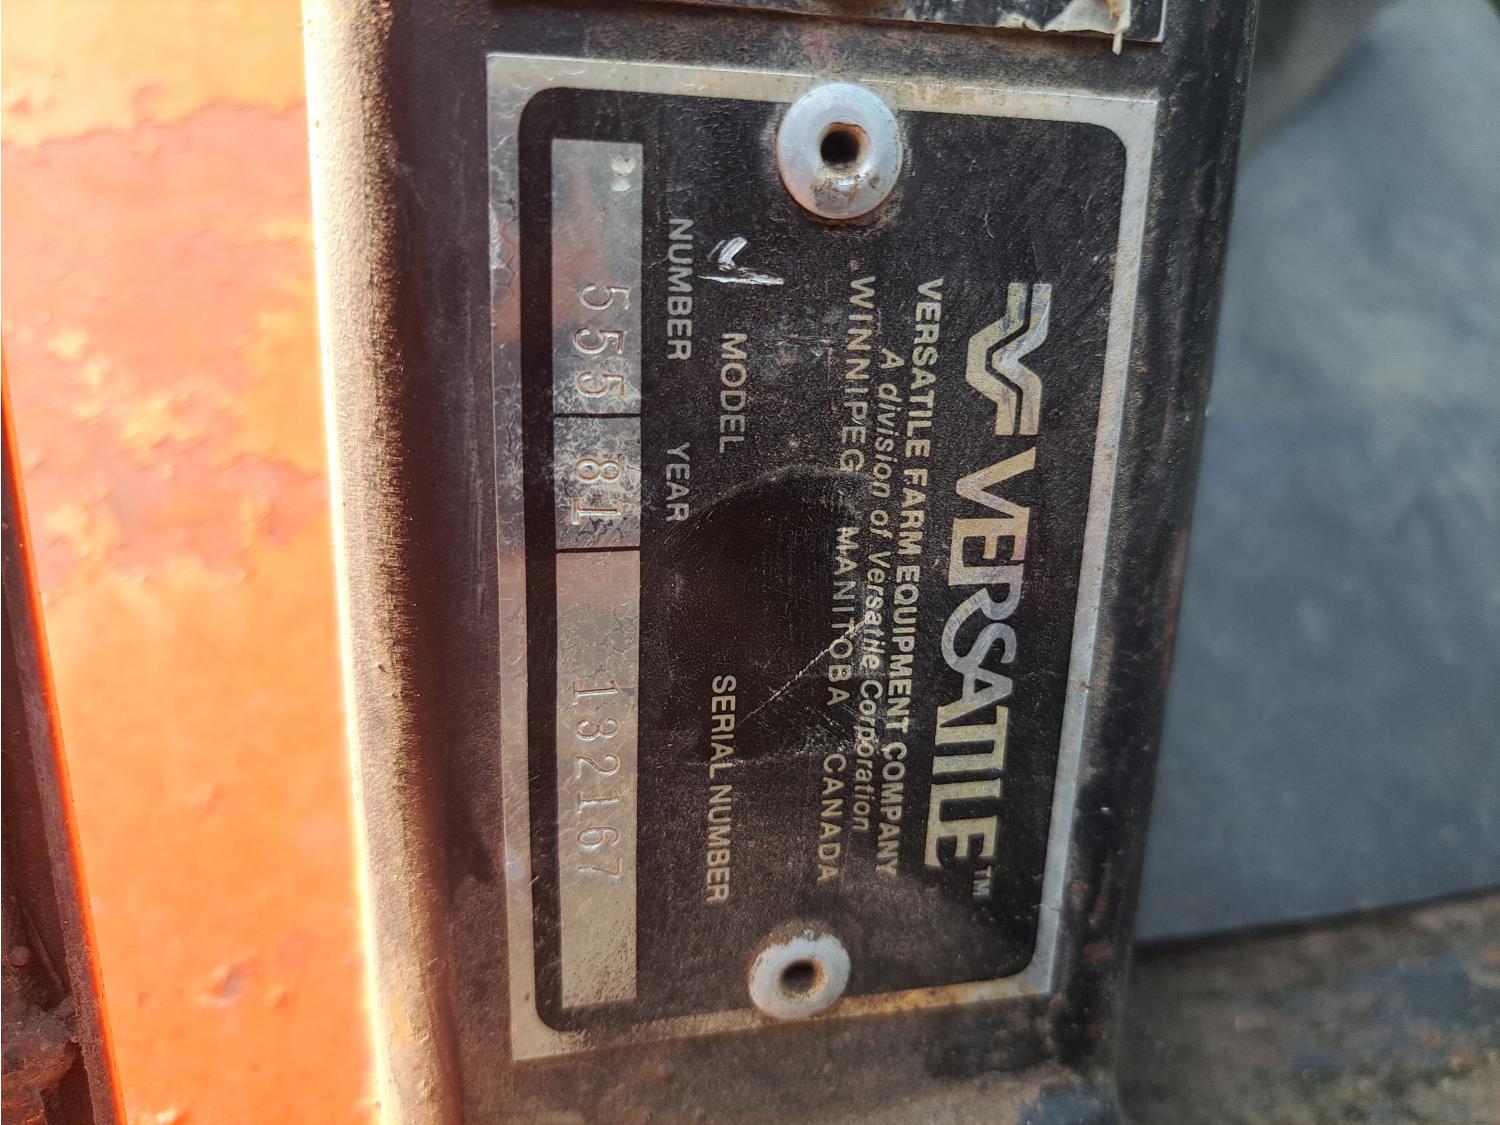 VERSATILE™
VERSATILE FARM EQUIPMENT COMPANY
A division of Versatile Corporation
WINNIPEG MANITOBA CANADA
MODEL SERIAL NUMBER
NUMBER YEAR
555 81 132167